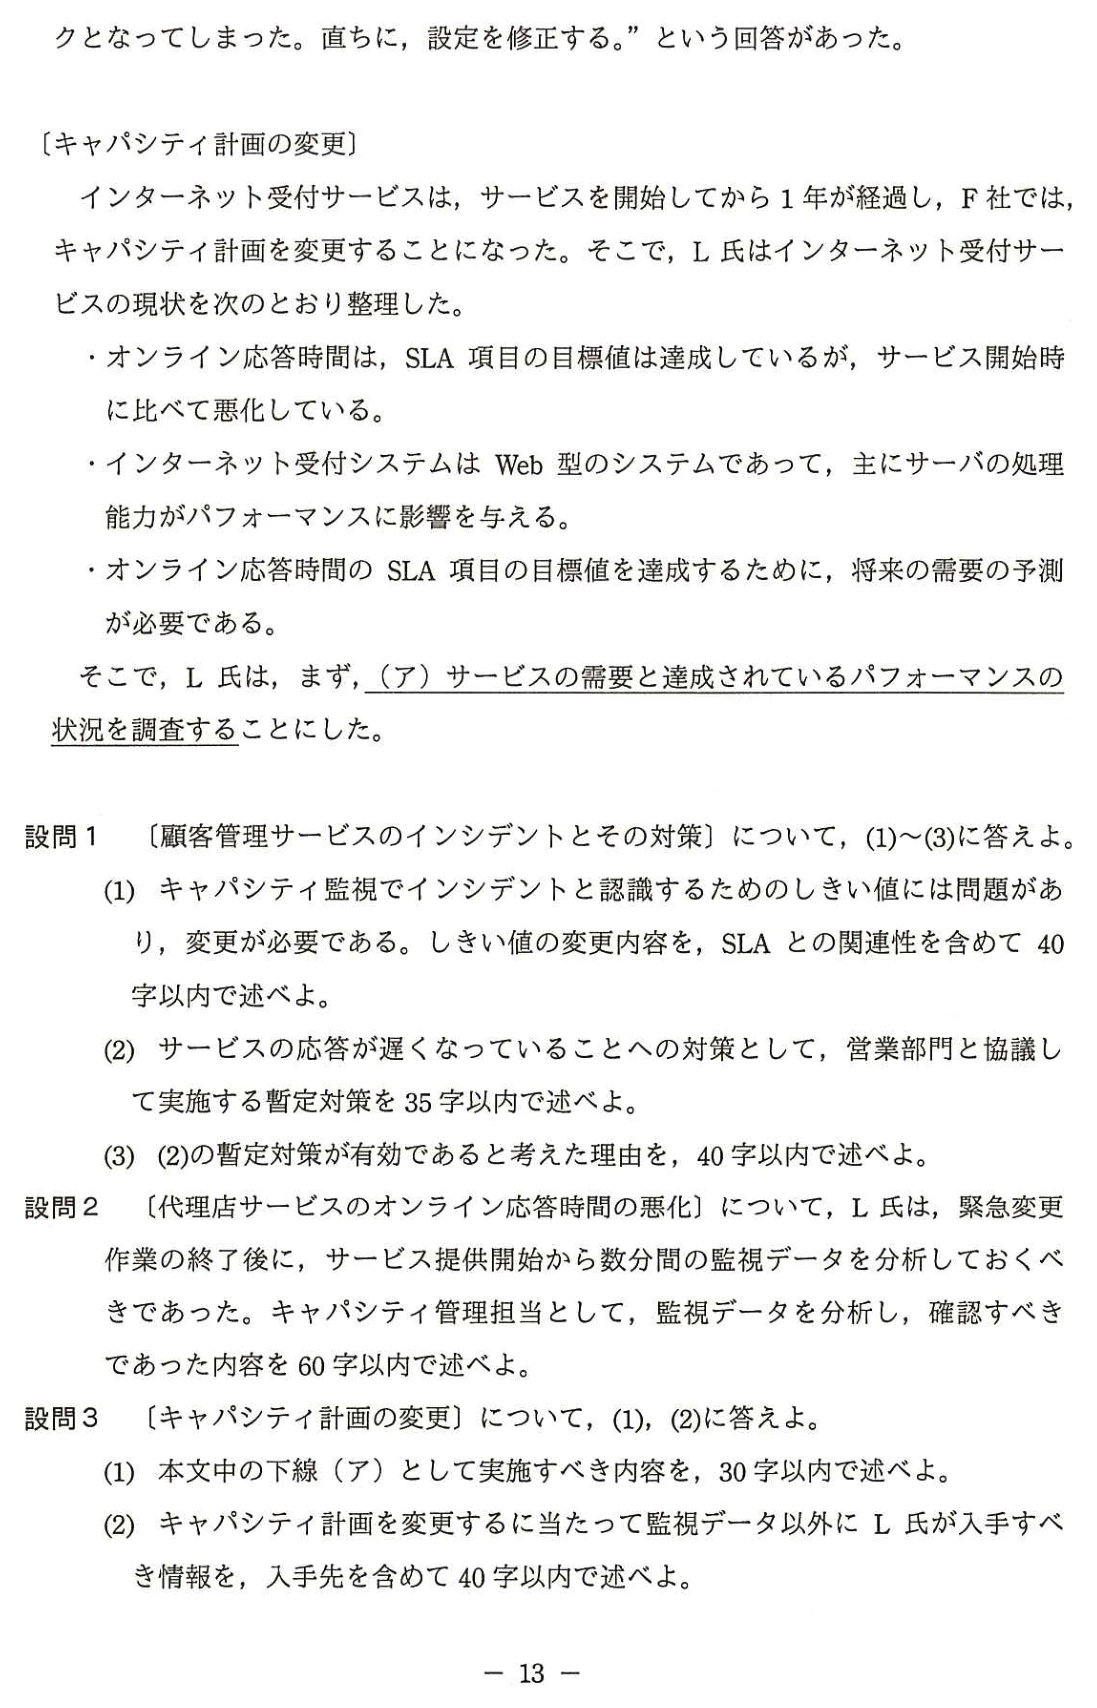 クとなってしまった。直ちに，設定を修正する。”という回答があった。
〔キャパシティ計画の変更〕
インターネット受付サービスは，サービスを開始してから 1 年が経過し，F 社では，
キャパシティ計画を変更することになった。そこで，L 氏はインターネット受付サー
ビスの現状を次のとおり整理した。
・オンライン応答時間は，SLA 項目の目標値は達成しているが，サービス開始時
に比べて悪化している。
・インターネット受付システムは Web 型のシステムであって，主にサーバの処理
能力がパフォーマンスに影響を与える。
・オンライン応答時間の SLA 項目の目標値を達成するために，将来の需要の予測
が必要である。
そこで，L 氏は，まず，（ア）サービスの需要と達成されているパフォーマンスの
状況を調査することにした。
設問1 〔顧客管理サービスのインシデントとその対策〕について，(1)～(3)に答えよ。
(1) キャパシティ監視でインシデントと認識するためのしきい値には問題があ
り，変更が必要である。しきい値の変更内容を，SLA との関連性を含めて 40
字以内で述べよ。
(2) サービスの応答が遅くなっていることへの対策として，営業部門と協議し
て実施する暫定対策を 35 字以内で述べよ。
(3) (2)の暫定対策が有効であると考えた理由を，40 字以内で述べよ。
設問2 〔代理店サービスのオンライン応答時間の悪化〕について，L 氏は，緊急変更
作業の終了後に，サービス提供開始から数分間の監視データを分析しておくべ
きであった。キャパシティ管理担当として，監視データを分析し，確認すべき
であった内容を 60 字以内で述べよ。
設問3 〔キャパシティ計画の変更〕について，(1)，(2)に答えよ。
(1) 本文中の下線（ア）として実施すべき内容を，30 字以内で述べよ。
(2) キャパシティ計画を変更するに当たって監視データ以外に L 氏が入手すべ
き情報を，入手先を含めて 40 字以内で述べよ。
－ 13 －